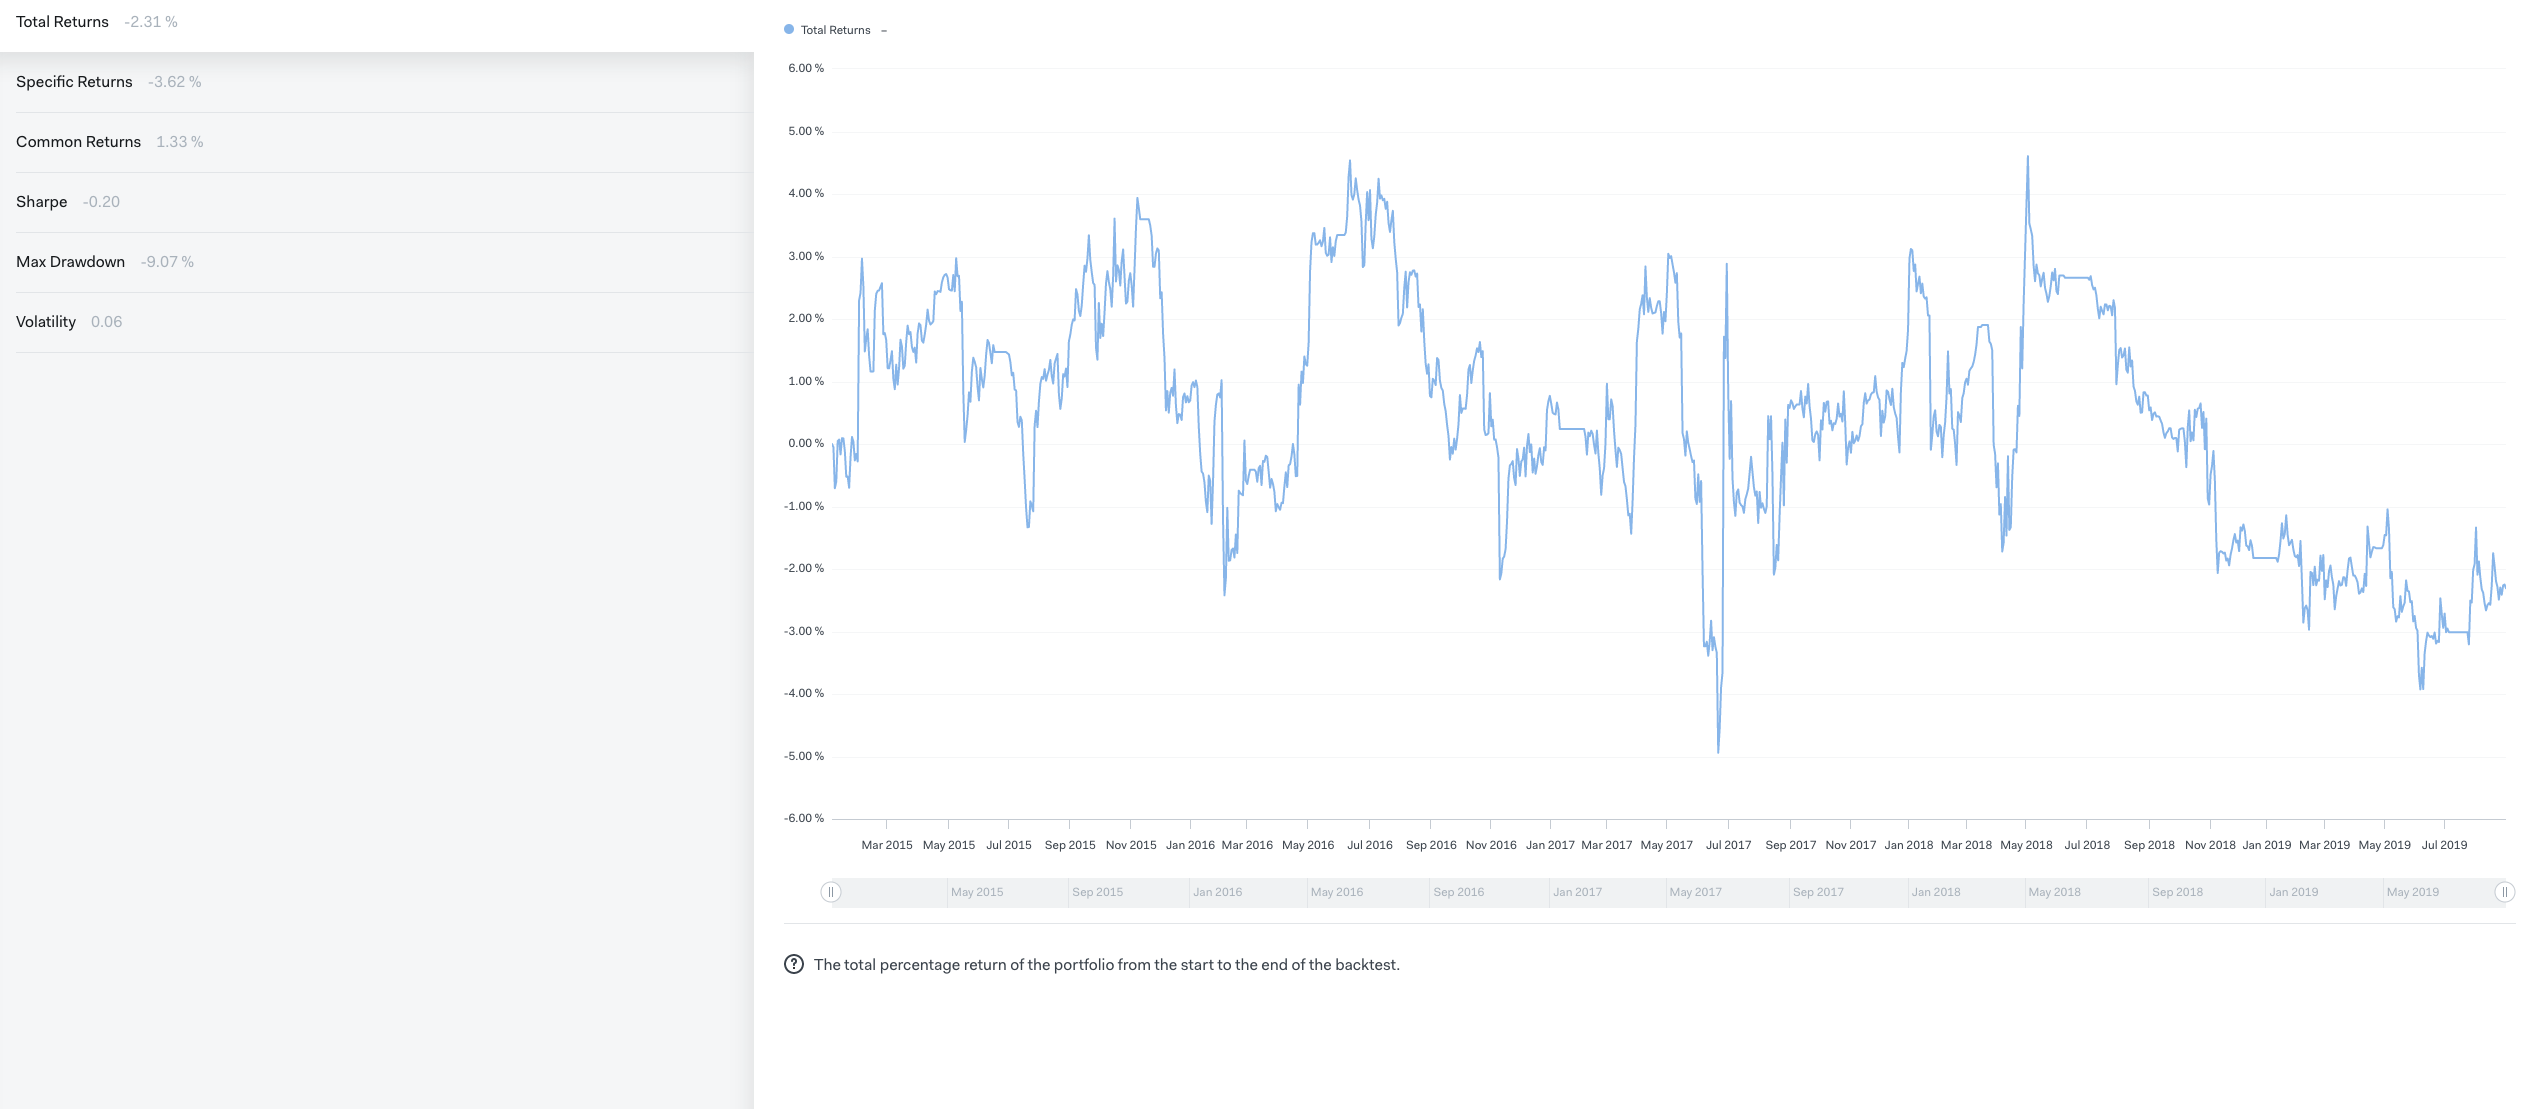 Total Returns -2.31 %
Specific Returns -3.62 %
Common Returns 1.33 %
Sharpe -0.20
Max Drawdown -9.07 %
Volatility 0.06
Total Returns –
6.00 %
5.00 %
4.00 %
3.00 %
2.00 %
1.00 %
0.00 %
-1.00 %
-2.00 %
-3.00 %
-4.00 %
-5.00 %
-6.00 %
Mar 2015 May 2015 Jul 2015 Sep 2015 Nov 2015 Jan 2016 Mar 2016 May 2016 Jul 2016 Sep 2016 Nov 2016 Jan 2017 Mar 2017 May 2017 Jul 2017 Sep 2017 Nov 2017 Jan 2018 Mar 2018 May 2018 Jul 2018 Sep 2018 Nov 2018 Jan 2019 Mar 2019 May 2019 Jul 2019
May 2015 Sep 2015 Jan 2016 May 2016 Sep 2016 Jan 2017 May 2017 Sep 2017 Jan 2018 May 2018 Sep 2018 Jan 2019 May 2019
? The total percentage return of the portfolio from the start to the end of the backtest.